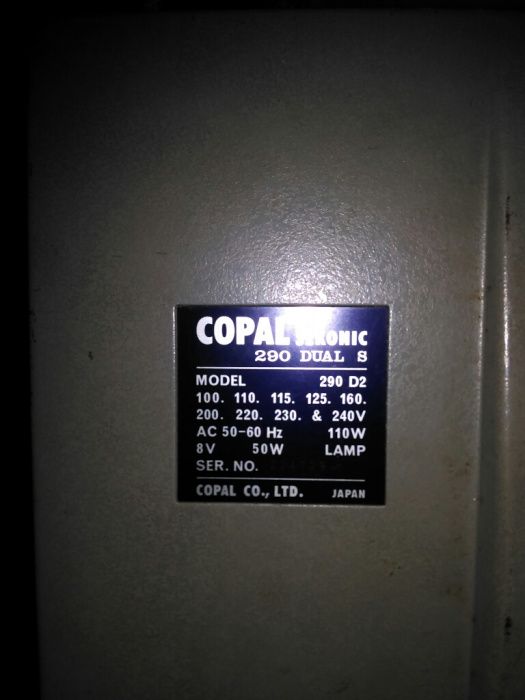 COPAL SEKONIC
290 DUAL S
MODEL 290 D2
100. 110. 115. 125. 160.
200. 220. 230. & 240V
AC 50-60 Hz 110W
8V 50W LAMP
SER. NO.
COPAL CO., LTD. JAPAN